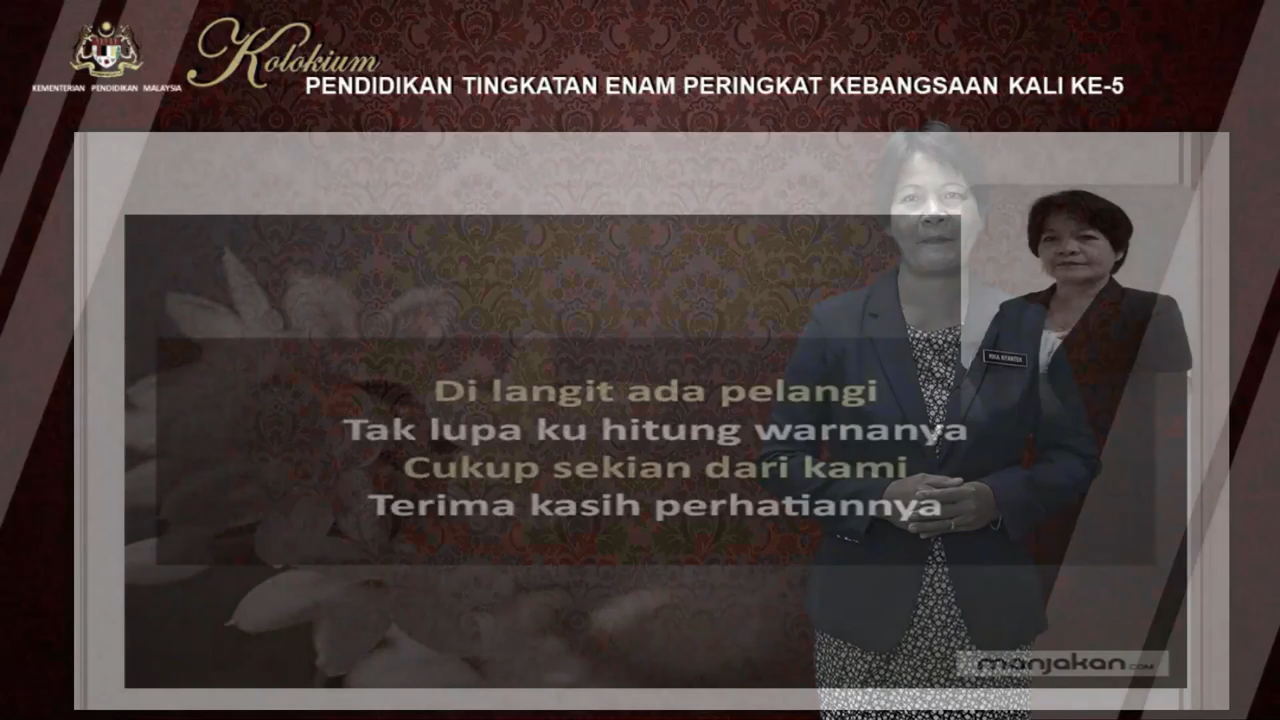 KEMENTERIAN PENDIDIKAN MALAYSIA
Kolokium
PENDIDIKAN TINGKATAN ENAM PERINGKAT KEBANGSAAN KALI KE-5
Di langit ada pelangi
Tak lupa ku hitung warnanya
Cukup sekian dari kami
Terima kasih perhatiannya
manjakan.com